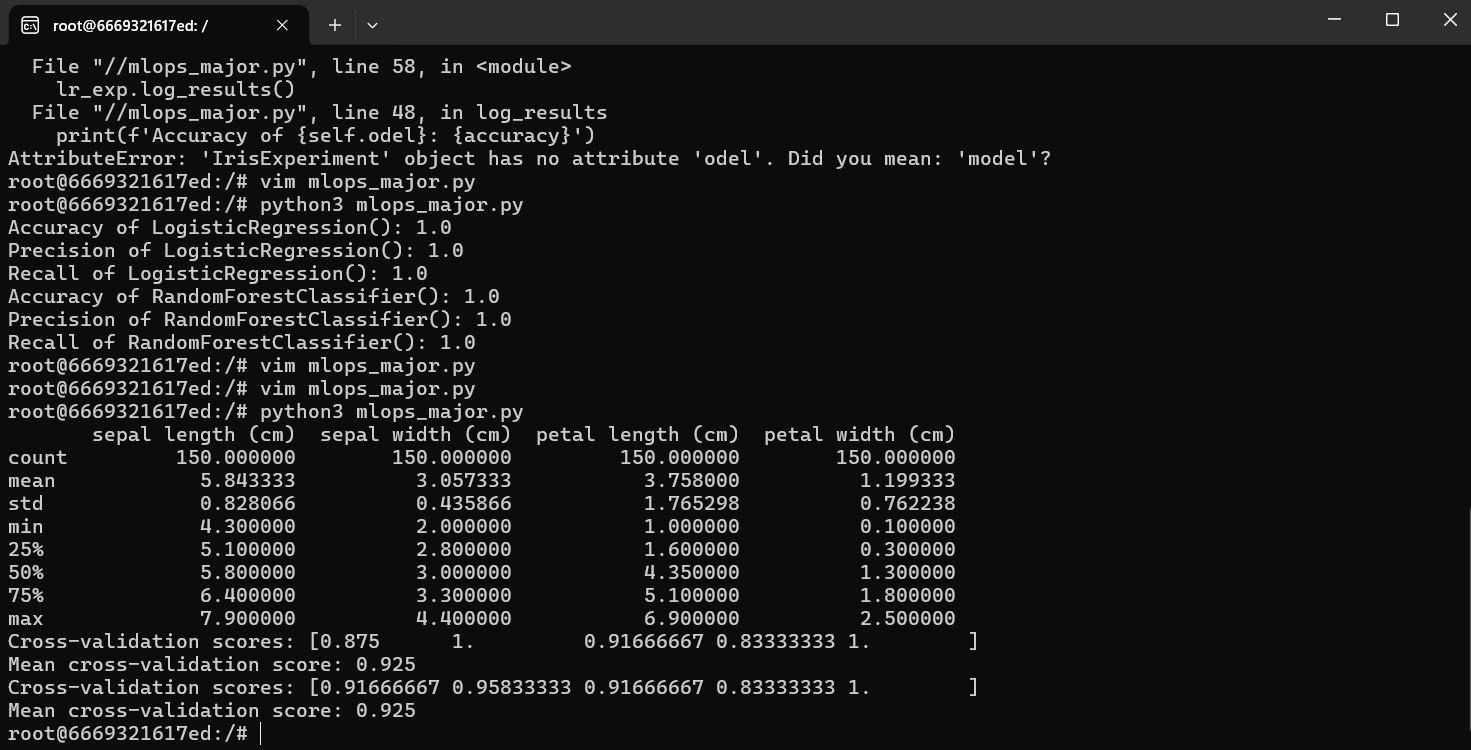 root@6669321617ed: /
  File "//mlops_major.py", line 58, in <module>
    lr_exp.log_results()
  File "//mlops_major.py", line 48, in log_results
    print(f'Accuracy of {self.odel}: {accuracy}')
AttributeError: 'IrisExperiment' object has no attribute 'odel'. Did you mean: 'model'?
root@6669321617ed:/# vim mlops_major.py
root@6669321617ed:/# python3 mlops_major.py
Accuracy of LogisticRegression(): 1.0
Precision of LogisticRegression(): 1.0
Recall of LogisticRegression(): 1.0
Accuracy of RandomForestClassifier(): 1.0
Precision of RandomForestClassifier(): 1.0
Recall of RandomForestClassifier(): 1.0
root@6669321617ed:/# vim mlops_major.py
root@6669321617ed:/# vim mlops_major.py
root@6669321617ed:/# python3 mlops_major.py
       sepal length (cm)  sepal width (cm)  petal length (cm)  petal width (cm)
count         150.000000        150.000000         150.000000        150.000000
mean            5.843333          3.057333           3.758000          1.199333
std             0.828066          0.435866           1.765298          0.762238
min             4.300000          2.000000           1.000000          0.100000
25%             5.100000          2.800000           1.600000          0.300000
50%             5.800000          3.000000           4.350000          1.300000
75%             6.400000          3.300000           5.100000          1.800000
max             7.900000          4.400000           6.900000          2.500000
Cross-validation scores: [0.875      1.         0.91666667 0.83333333 1.        ]
Mean cross-validation score: 0.925
Cross-validation scores: [0.91666667 0.95833333 0.91666667 0.83333333 1.        ]
Mean cross-validation score: 0.925
root@6669321617ed:/#